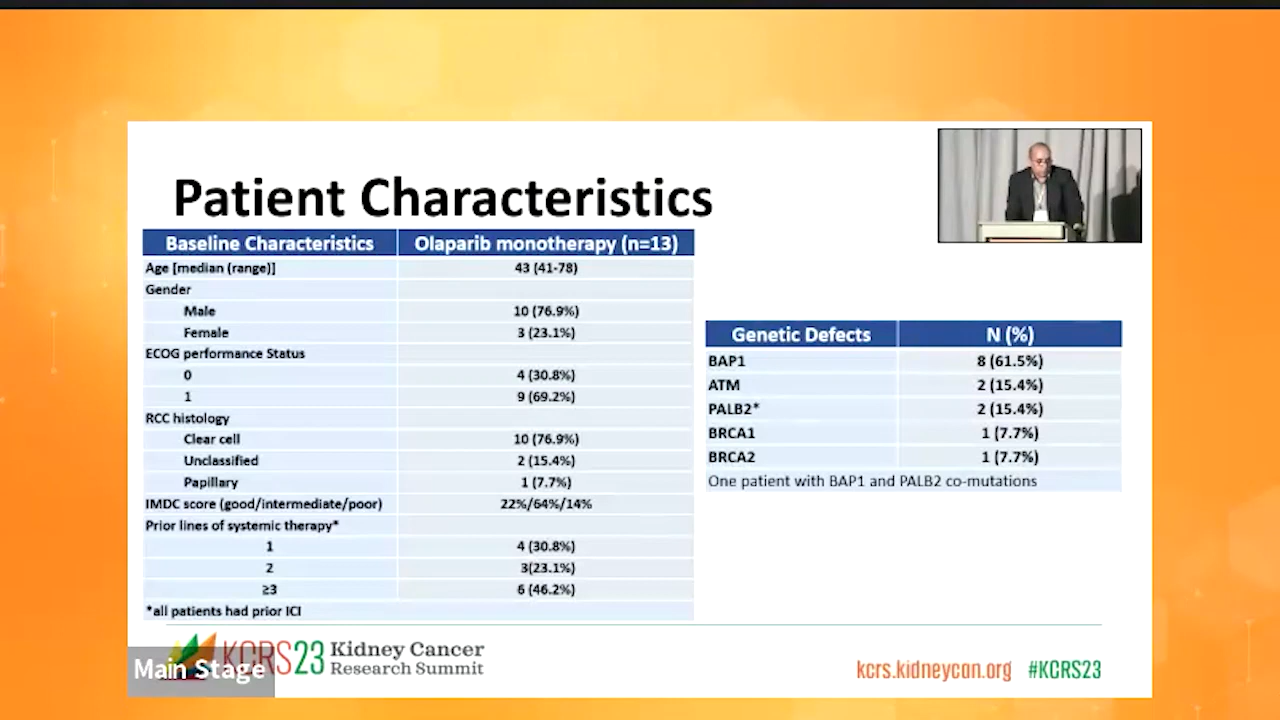 Patient Characteristics
Baseline Characteristics Olaparib monotherapy (n=13)
Age [median (range)] 43 (41-78)
Gender
Male 10 (76.9%)
Female 3 (23.1%)
ECOG performance Status
0 4 (30.8%)
1 9 (69.2%)
RCC histology
Clear cell 10 (76.9%)
Unclassified 2 (15.4%)
Papillary 1 (7.7%)
IMDC score (good/intermediate/poor) 22%/64%/14%
Prior lines of systemic therapy*
1 4 (30.8%)
2 3(23.1%)
≥3 6 (46.2%)
*all patients had prior ICI
Genetic Defects N (%)
BAP1 8 (61.5%)
ATM 2 (15.4%)
PALB2* 2 (15.4%)
BRCA1 1 (7.7%)
BRCA2 1 (7.7%)
One patient with BAP1 and PALB2 co-mutations
KCRS23 Kidney Cancer
Research Summit
Main Stage
kcrs.kidneycan.org #KCRS23